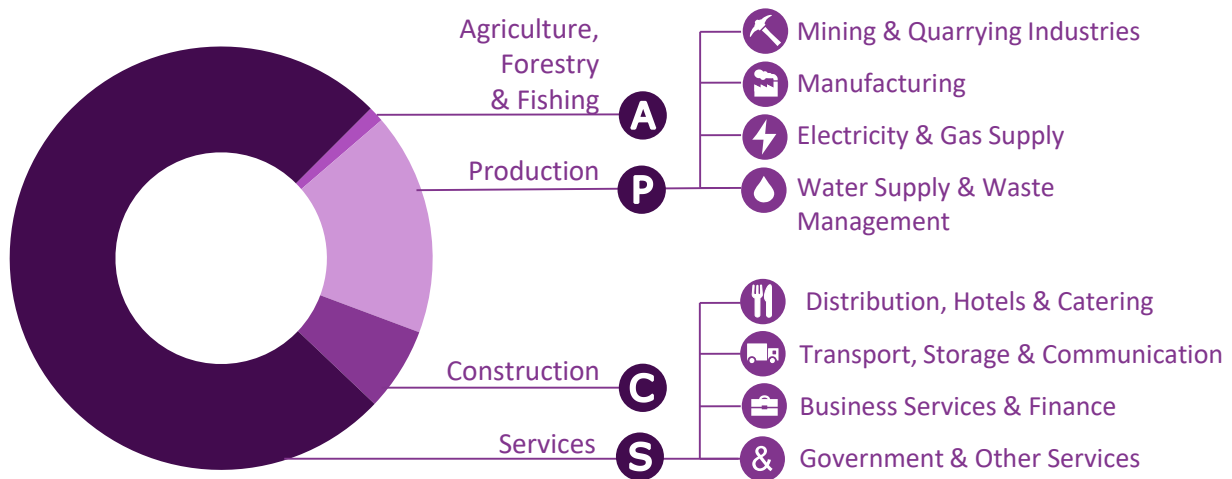 Agriculture,
Forestry
& Fishing
A
Production
P
Mining & Quarrying Industries
Manufacturing
Electricity & Gas Supply
Water Supply & Waste
Management
Construction
C
Services
S
Distribution, Hotels & Catering
Transport, Storage & Communication
Business Services & Finance
& Government & Other Services